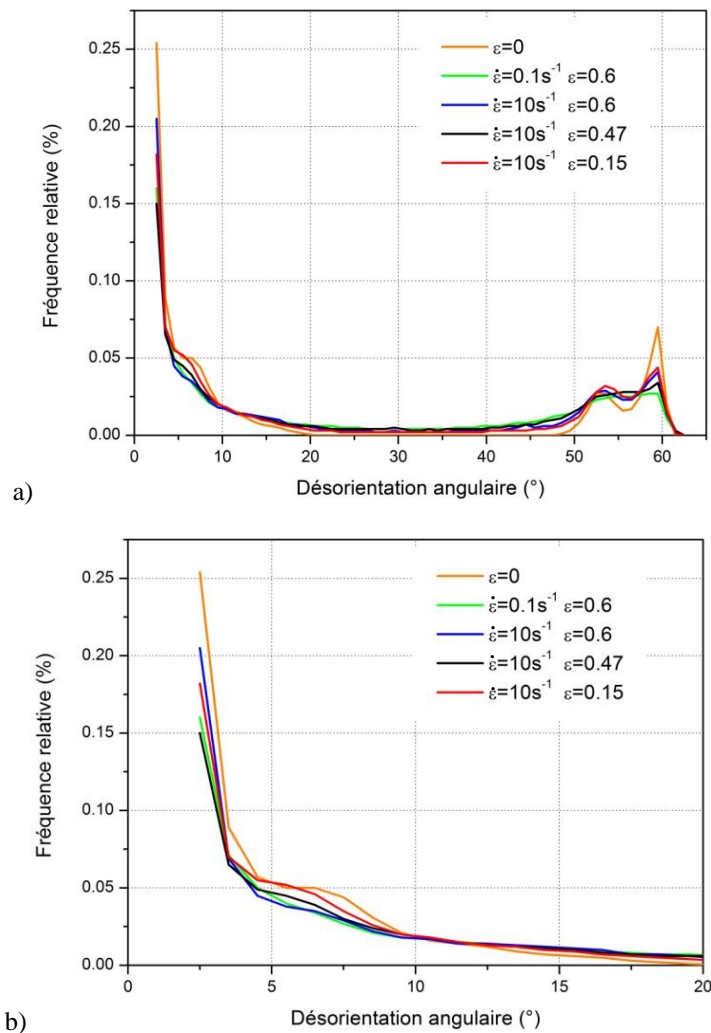 0.25
0.20
0.15
0.10
0.05
0.00
Fréquence relative (%)
ε=0
ε̇=0.1s⁻¹ ε=0.6
ε̇=10s⁻¹ ε=0.6
ε̇=10s⁻¹ ε=0.47
ε̇=10s⁻¹ ε=0.15
0 10 20 30 40 50 60
Désorientation angulaire (°)
a)
0.25
0.20
0.15
0.10
0.05
0.00
Fréquence relative (%)
ε=0
ε̇=0.1s⁻¹ ε=0.6
ε̇=10s⁻¹ ε=0.6
ε̇=10s⁻¹ ε=0.47
ε̇=10s⁻¹ ε=0.15
0 5 10 15 20
Désorientation angulaire (°)
b)